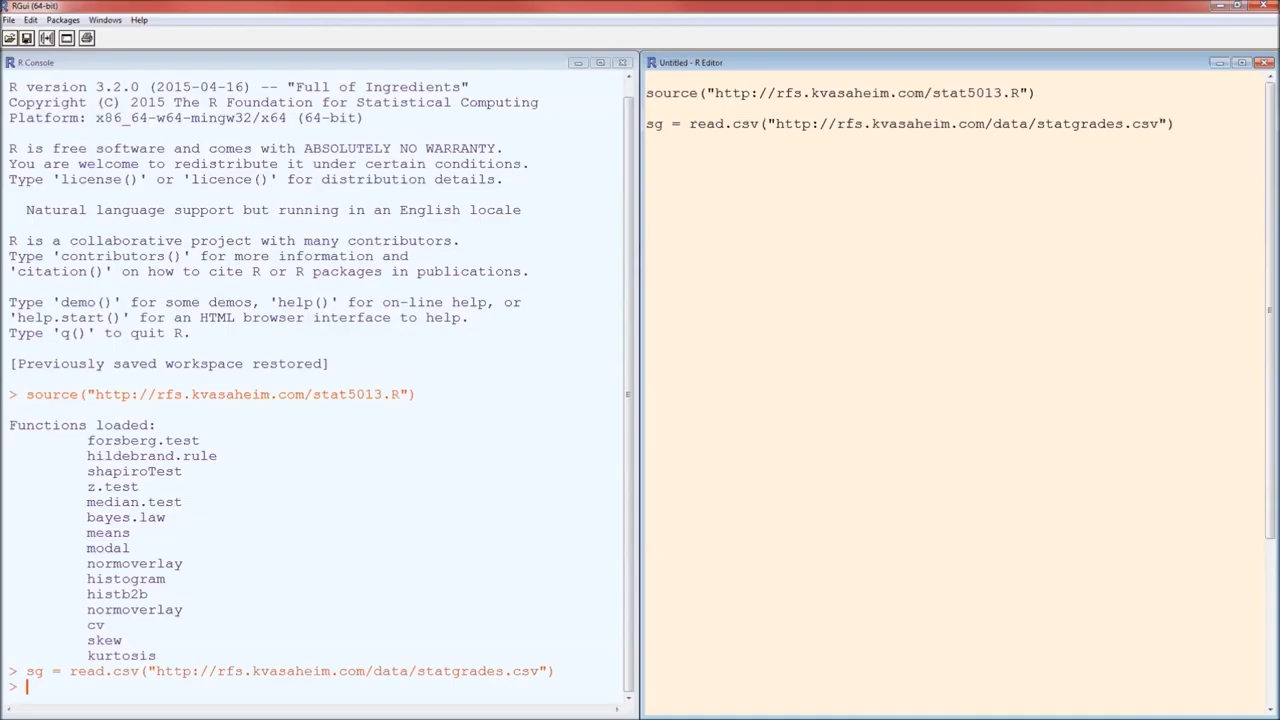 RGui (64-bit)
File Edit Packages Windows Help
R Console
R version 3.2.0 (2015-04-16) -- "Full of Ingredients"
Copyright (C) 2015 The R Foundation for Statistical Computing
Platform: x86_64-w64-mingw32/x64 (64-bit)
R is free software and comes with ABSOLUTELY NO WARRANTY.
You are welcome to redistribute it under certain conditions.
Type 'license()' or 'licence()' for distribution details.
Natural language support but running in an English locale
R is a collaborative project with many contributors.
Type 'contributors()' for more information and
'citation()' on how to cite R or R packages in publications.
Type 'demo()' for some demos, 'help()' for on-line help, or
'help.start()' for an HTML browser interface to help.
Type 'q()' to quit R.
[Previously saved workspace restored]
> source("http://rfs.kvasaheim.com/stat5013.R")
Functions loaded:
forsberg.test
hildebrand.rule
shapiroTest
z.test
median.test
bayes.law
means
modal
normoverlay
histogram
histb2b
normoverlay
cv
skew
kurtosis
> sg = read.csv("http://rfs.kvasaheim.com/data/statgrades.csv")
>
Untitled - R Editor
source("http://rfs.kvasaheim.com/stat5013.R")
sg = read.csv("http://rfs.kvasaheim.com/data/statgrades.csv")